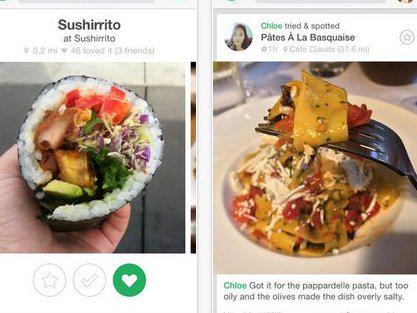 Sushirrito
at Sushirrito
0.2 mi 46 loved it (3 friends)
Chloe tried & spotted
Pâtes À La Basquaise
1h Cafe Claude (37.6 mi)
Chloe Got it for the pappardelle pasta, but too
oily and the olives made the dish overly salty.